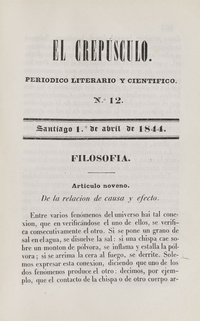 EL CREPÚSCULO.
PERIODICO LITERARIO Y CIENTIFICO.
N.º 12.
Santiago 1.º de abril de 1844.
FILOSOFIA.
Artículo noveno.
De la relacion de causa y efecto.
Entre varios fenómenos del universo hai tal cone-
xion, que en verificándose el uno de ellos, se verifi-
ca consecutivamente el otro. Si se pone un grano de
sal en el agua, se disuelve la sal: si una chispa cae so-
bre un monton de pólvora, se inflama y estalla la pól-
vora; si se arrima la cera al fuego, se derrite. Sole-
mos expresar esta conexion, diciendo que uno de los
dos fenómenos produce el otro: decimos, por ejem-
plo, que el contacto de la chispa o de otro cuerpo ar-